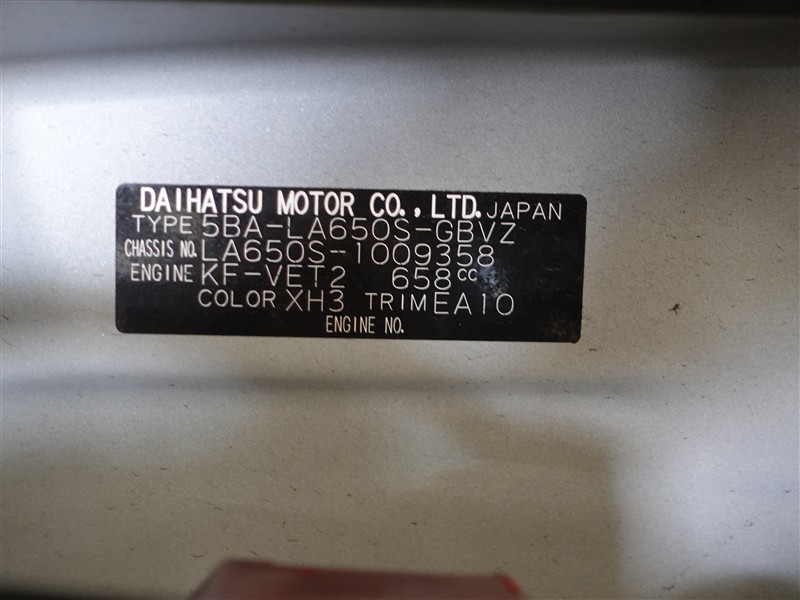 DAIHATSU MOTOR CO., LTD. JAPAN
TYPE 5BA-LA650S-GBVZ
CHASSIS NO. LA650S-1009358
ENGINE KF-VET2 658cc
COLOR XH3 TRIM EA10
ENGINE NO.